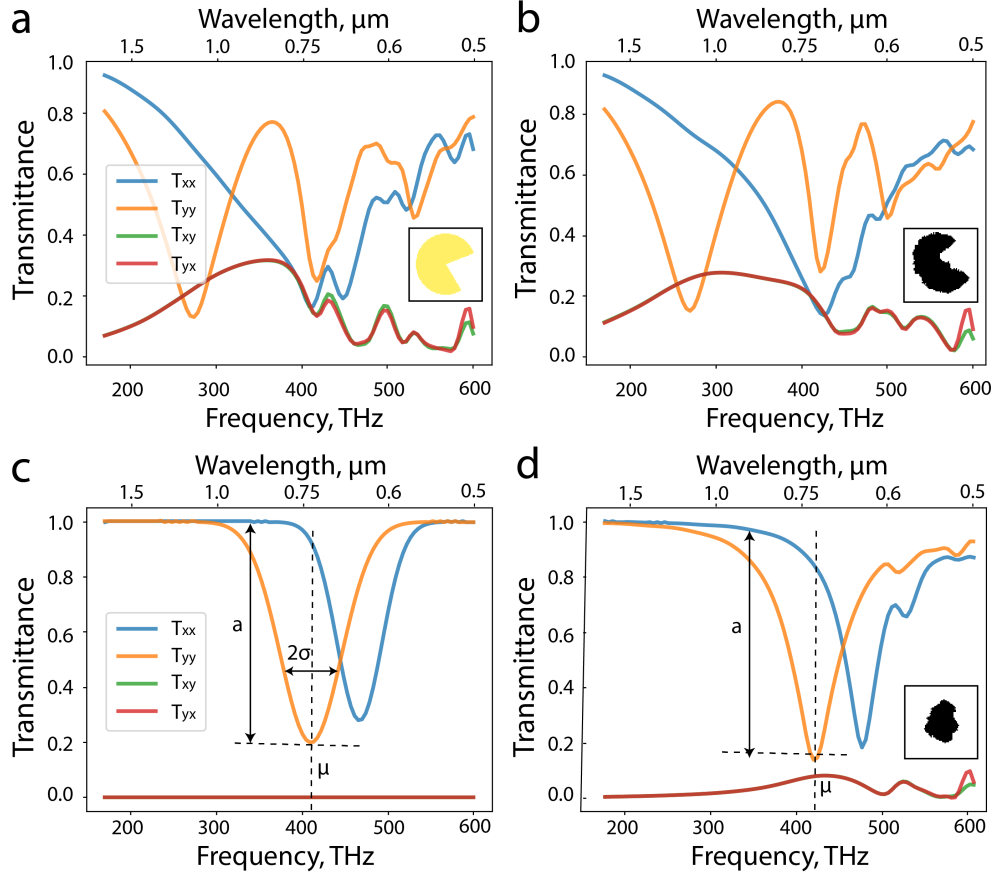 a
Wavelength, μm
1.5 1.0 0.75 0.6 0.5
Transmittance
1.0
0.8
0.6
0.4
0.2
0.0
Txx
Tyy
Txy
Tyx
200 300 400 500 600
Frequency, THz
b
Wavelength, μm
1.5 1.0 0.75 0.6 0.5
Transmittance
1.0
0.8
0.6
0.4
0.2
0.0
200 300 400 500 600
Frequency, THz
c
Wavelength, μm
1.5 1.0 0.75 0.6 0.5
Transmittance
1.0
0.8
0.6
0.4
0.2
0.0
a
2σ
μ
Txx
Tyy
Txy
Tyx
200 300 400 500 600
Frequency, THz
d
Wavelength, μm
1.5 1.0 0.75 0.6 0.5
Transmittance
1.0
0.8
0.6
0.4
0.2
0.0
a
μ
200 300 400 500 600
Frequency, THz